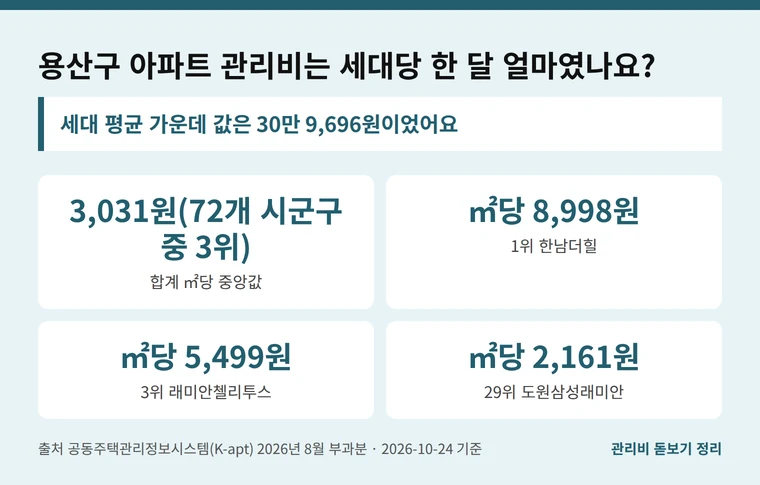 용산구 아파트 관리비는 세대당 한 달 얼마였나요?
세대 평균 가운데 값은 30만 9,696원이었어요
3,031원(72개 시군구
중 3위)
합계 ㎡당 중앙값
㎡당 8,998원
1위 한남더힐
㎡당 5,499원
3위 래미안첼리투스
㎡당 2,161원
29위 도원삼성래미안
출처 공동주택관리정보시스템(K-apt) 2026년 8월 부과분 · 2026-10-24 기준
관리비 돋보기 정리